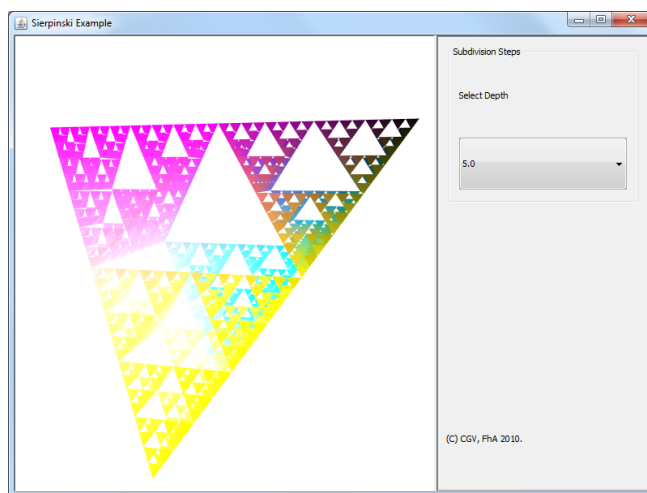 Sierpinski Example
Subdivision Steps
Select Depth
5.0
(C) CGV, FhA 2010.